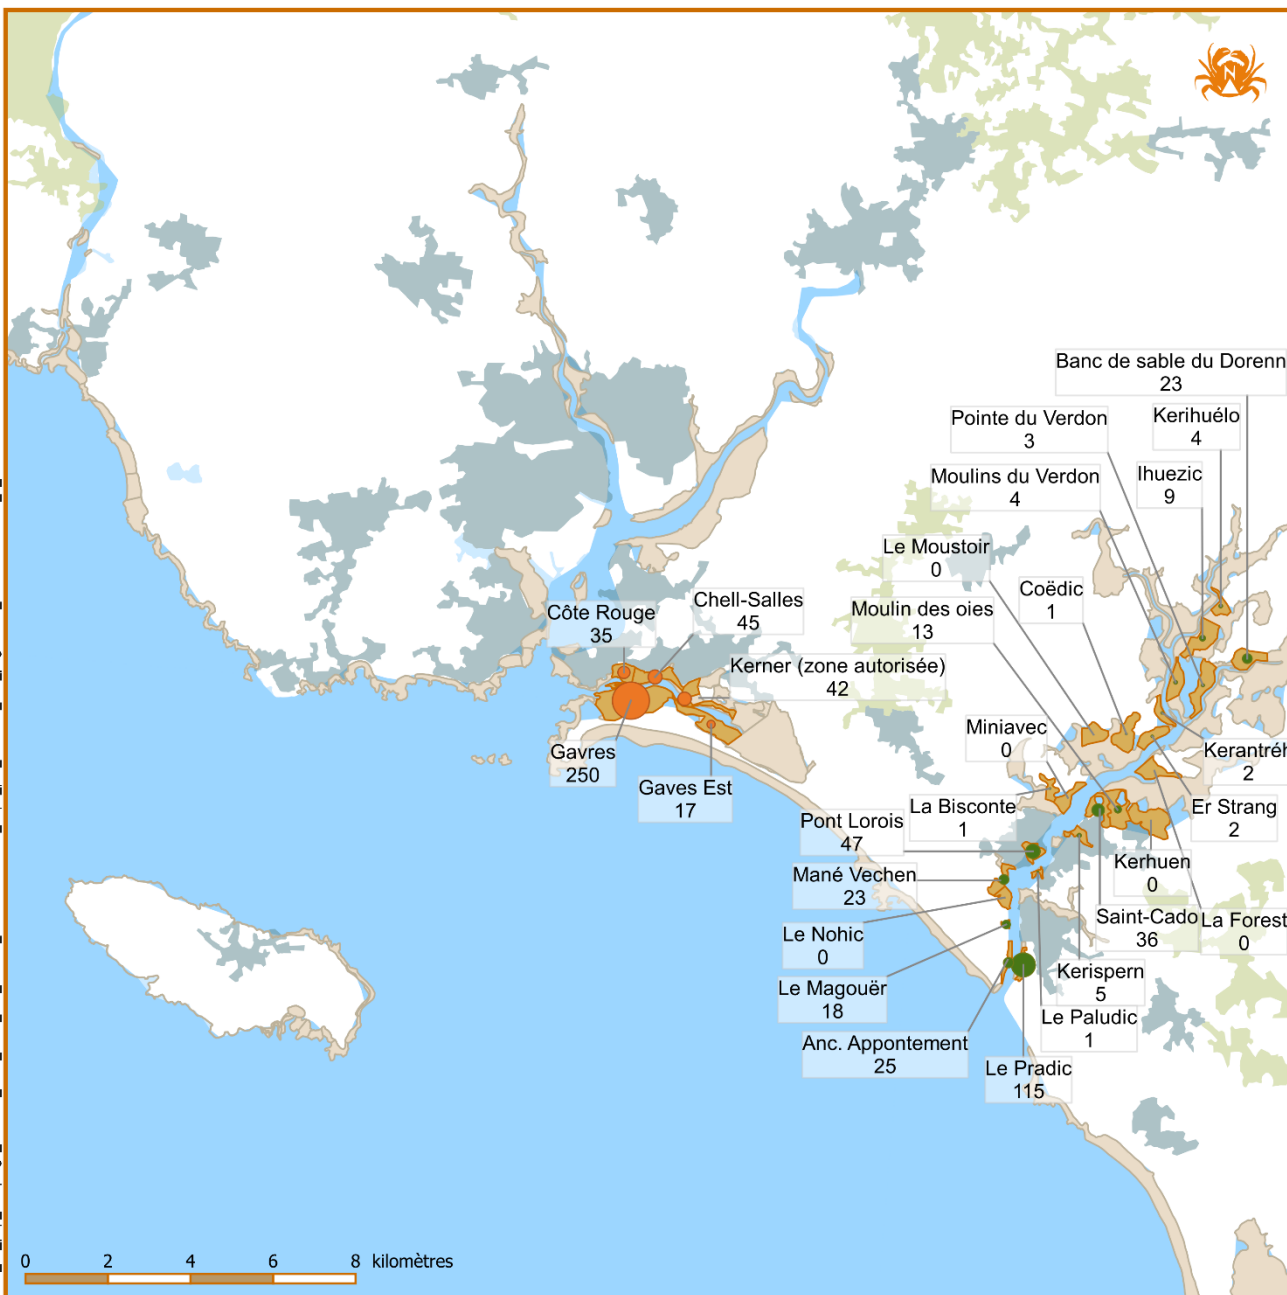 N
Banc de sable du Dorenn
23
Pointe du Verdon
3
Kerihuélo
4
Moulins du Verdon
4
Ihuezic
9
Le Moustoir
0
Coëdic
1
Moulin des oies
13
Côte Rouge
35
Chell-Salles
45
Kerner (zone autorisée)
42
Miniavec
0
Gavres
250
Gaves Est
17
Kerantréh
2
La Bisconte
1
Er Strang
2
Pont Lorois
47
Kerhuen
0
Mané Vechen
23
Saint-Cado
36
La Forest
0
Le Nohic
0
Kerispern
5
Le Magouër
18
Le Paludic
1
Anc. Appontement
25
Le Pradic
115
0 2 4 6 8 kilomètres